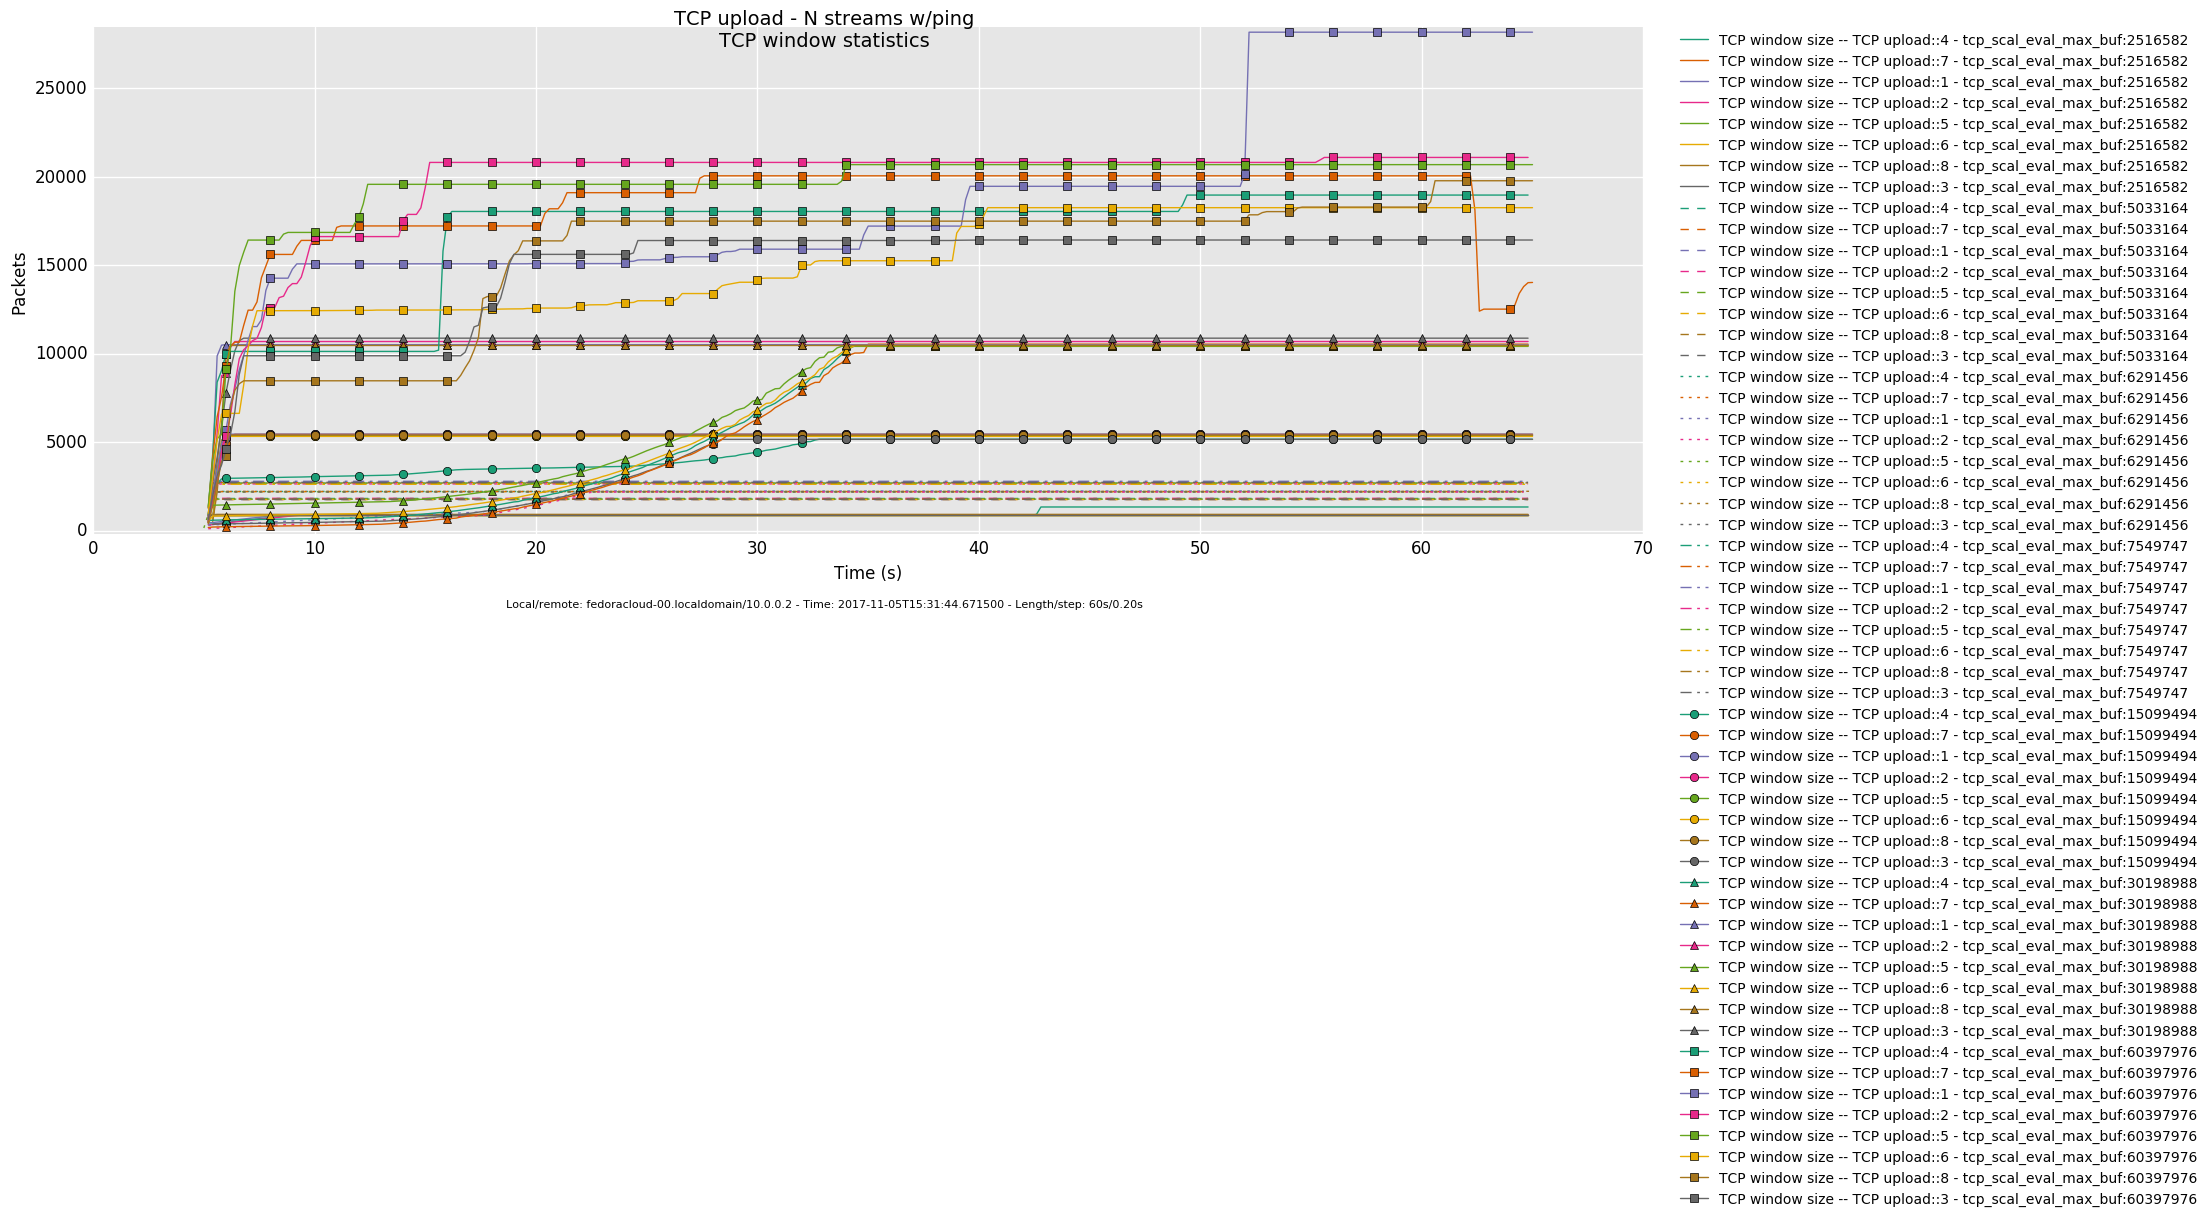 TCP upload - N streams w/ping
TCP window statistics
Packets
25000
20000
15000
10000
5000
0
0 10 20 30 40 50 60 70
Time (s)
Local/remote: fedoracloud-00.localdomain/10.0.0.2 - Time: 2017-11-05T15:31:44.671500 - Length/step: 60s/0.20s
TCP window size -- TCP upload::4 - tcp_scal_eval_max_buf:2516582
TCP window size -- TCP upload::7 - tcp_scal_eval_max_buf:2516582
TCP window size -- TCP upload::1 - tcp_scal_eval_max_buf:2516582
TCP window size -- TCP upload::2 - tcp_scal_eval_max_buf:2516582
TCP window size -- TCP upload::5 - tcp_scal_eval_max_buf:2516582
TCP window size -- TCP upload::6 - tcp_scal_eval_max_buf:2516582
TCP window size -- TCP upload::8 - tcp_scal_eval_max_buf:2516582
TCP window size -- TCP upload::3 - tcp_scal_eval_max_buf:2516582
TCP window size -- TCP upload::4 - tcp_scal_eval_max_buf:5033164
TCP window size -- TCP upload::7 - tcp_scal_eval_max_buf:5033164
TCP window size -- TCP upload::1 - tcp_scal_eval_max_buf:5033164
TCP window size -- TCP upload::2 - tcp_scal_eval_max_buf:5033164
TCP window size -- TCP upload::5 - tcp_scal_eval_max_buf:5033164
TCP window size -- TCP upload::6 - tcp_scal_eval_max_buf:5033164
TCP window size -- TCP upload::8 - tcp_scal_eval_max_buf:5033164
TCP window size -- TCP upload::3 - tcp_scal_eval_max_buf:5033164
TCP window size -- TCP upload::4 - tcp_scal_eval_max_buf:6291456
TCP window size -- TCP upload::7 - tcp_scal_eval_max_buf:6291456
TCP window size -- TCP upload::1 - tcp_scal_eval_max_buf:6291456
TCP window size -- TCP upload::2 - tcp_scal_eval_max_buf:6291456
TCP window size -- TCP upload::5 - tcp_scal_eval_max_buf:6291456
TCP window size -- TCP upload::6 - tcp_scal_eval_max_buf:6291456
TCP window size -- TCP upload::8 - tcp_scal_eval_max_buf:6291456
TCP window size -- TCP upload::3 - tcp_scal_eval_max_buf:6291456
TCP window size -- TCP upload::4 - tcp_scal_eval_max_buf:7549747
TCP window size -- TCP upload::7 - tcp_scal_eval_max_buf:7549747
TCP window size -- TCP upload::1 - tcp_scal_eval_max_buf:7549747
TCP window size -- TCP upload::2 - tcp_scal_eval_max_buf:7549747
TCP window size -- TCP upload::5 - tcp_scal_eval_max_buf:7549747
TCP window size -- TCP upload::6 - tcp_scal_eval_max_buf:7549747
TCP window size -- TCP upload::8 - tcp_scal_eval_max_buf:7549747
TCP window size -- TCP upload::3 - tcp_scal_eval_max_buf:7549747
TCP window size -- TCP upload::4 - tcp_scal_eval_max_buf:15099494
TCP window size -- TCP upload::7 - tcp_scal_eval_max_buf:15099494
TCP window size -- TCP upload::1 - tcp_scal_eval_max_buf:15099494
TCP window size -- TCP upload::2 - tcp_scal_eval_max_buf:15099494
TCP window size -- TCP upload::5 - tcp_scal_eval_max_buf:15099494
TCP window size -- TCP upload::6 - tcp_scal_eval_max_buf:15099494
TCP window size -- TCP upload::8 - tcp_scal_eval_max_buf:15099494
TCP window size -- TCP upload::3 - tcp_scal_eval_max_buf:15099494
TCP window size -- TCP upload::4 - tcp_scal_eval_max_buf:30198988
TCP window size -- TCP upload::7 - tcp_scal_eval_max_buf:30198988
TCP window size -- TCP upload::1 - tcp_scal_eval_max_buf:30198988
TCP window size -- TCP upload::2 - tcp_scal_eval_max_buf:30198988
TCP window size -- TCP upload::5 - tcp_scal_eval_max_buf:30198988
TCP window size -- TCP upload::6 - tcp_scal_eval_max_buf:30198988
TCP window size -- TCP upload::8 - tcp_scal_eval_max_buf:30198988
TCP window size -- TCP upload::3 - tcp_scal_eval_max_buf:30198988
TCP window size -- TCP upload::4 - tcp_scal_eval_max_buf:60397976
TCP window size -- TCP upload::7 - tcp_scal_eval_max_buf:60397976
TCP window size -- TCP upload::1 - tcp_scal_eval_max_buf:60397976
TCP window size -- TCP upload::2 - tcp_scal_eval_max_buf:60397976
TCP window size -- TCP upload::5 - tcp_scal_eval_max_buf:60397976
TCP window size -- TCP upload::6 - tcp_scal_eval_max_buf:60397976
TCP window size -- TCP upload::8 - tcp_scal_eval_max_buf:60397976
TCP window size -- TCP upload::3 - tcp_scal_eval_max_buf:60397976